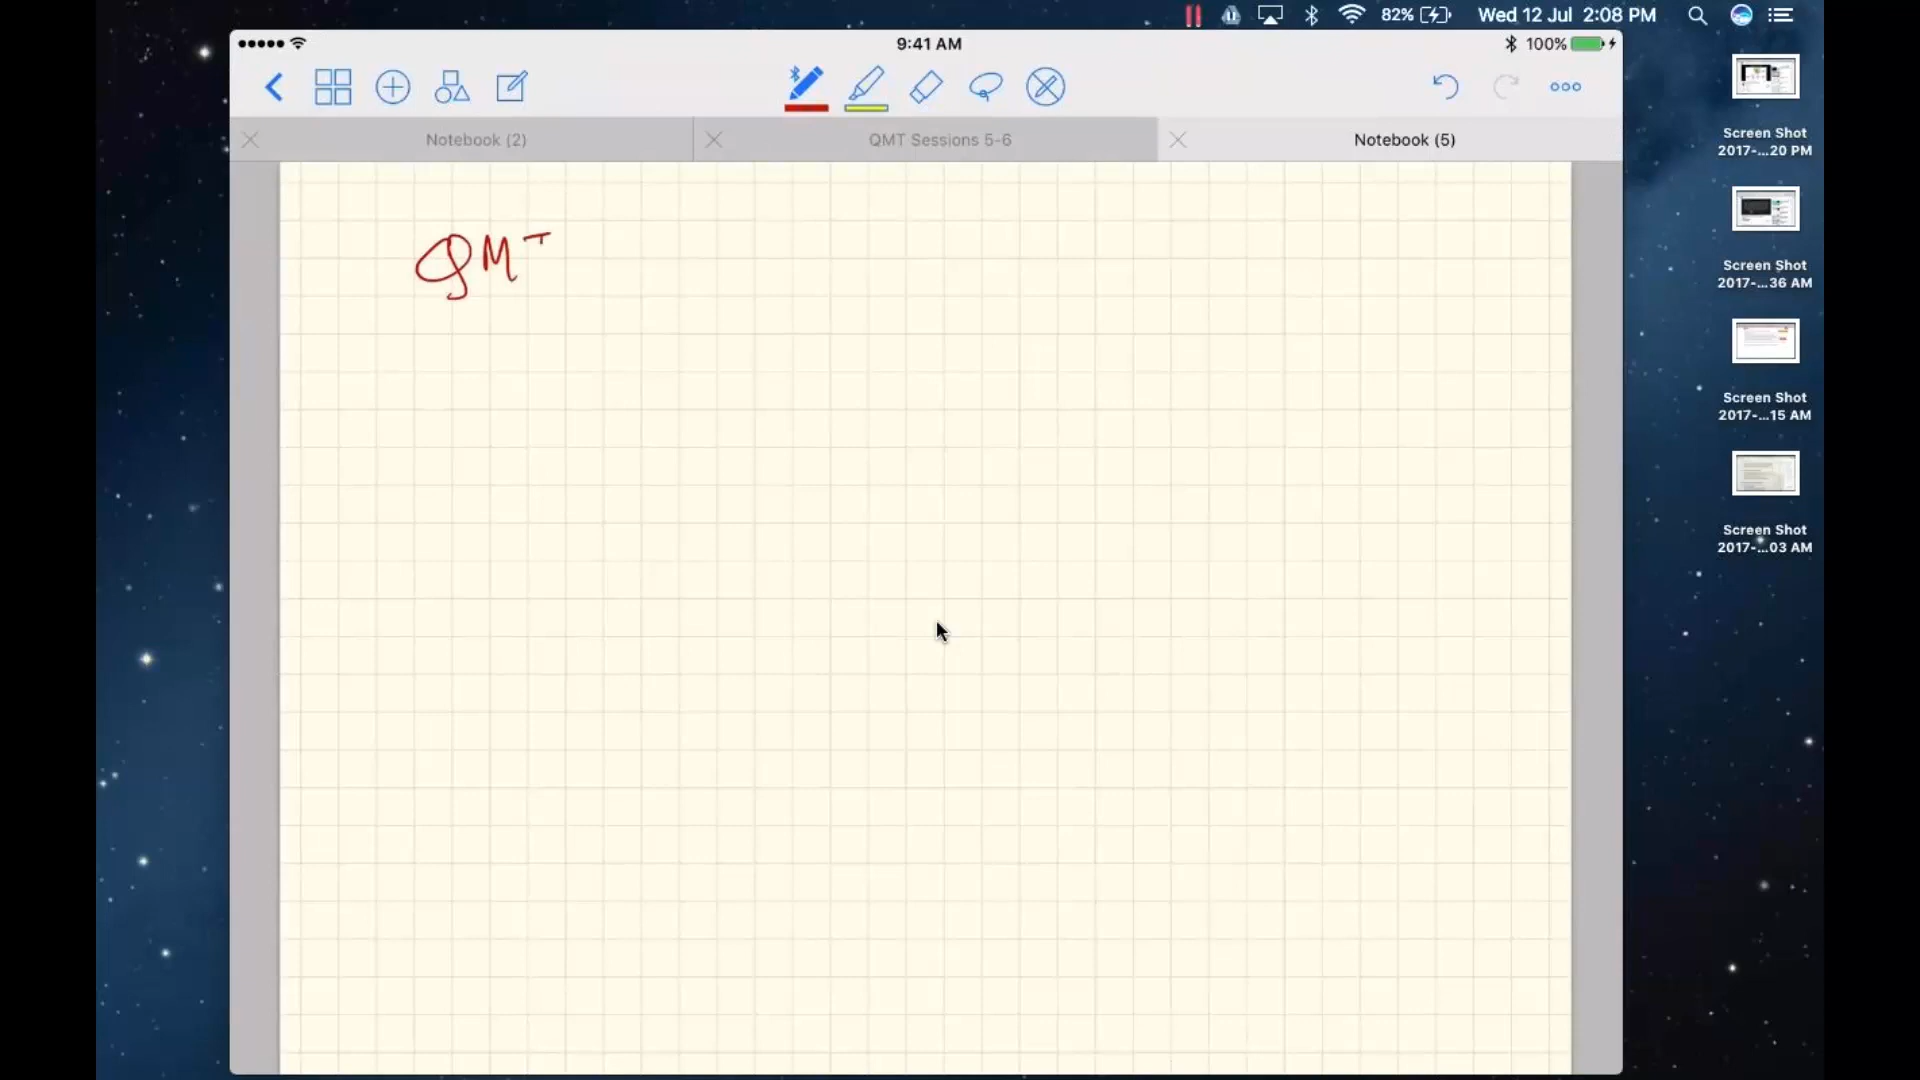 82% Wed 12 Jul 2:08 PM
9:41 AM
100%
Notebook (2)
QMT Sessions 5-6
Notebook (5)
QMT
Screen Shot
2017-...20 PM
Screen Shot
2017-...36 AM
Screen Shot
2017-...15 AM
Screen Shot
2017-...03 AM